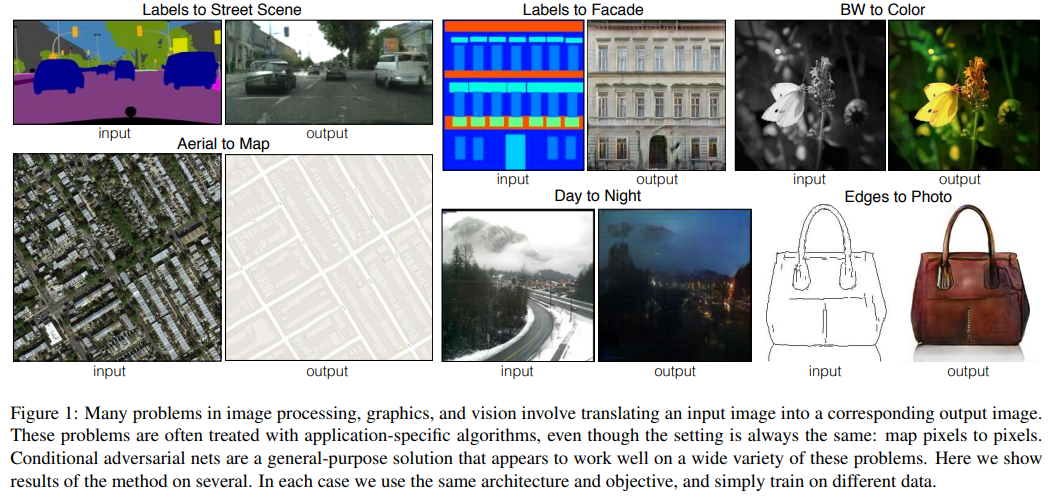 Labels to Street Scene
input output
Aerial to Map
input output
Labels to Facade
input output
BW to Color
input output
Day to Night
input output
Edges to Photo
input output
Figure 1: Many problems in image processing, graphics, and vision involve translating an input image into a corresponding output image.
These problems are often treated with application-specific algorithms, even though the setting is always the same: map pixels to pixels.
Conditional adversarial nets are a general-purpose solution that appears to work well on a wide variety of these problems. Here we show
results of the method on several. In each case we use the same architecture and objective, and simply train on different data.